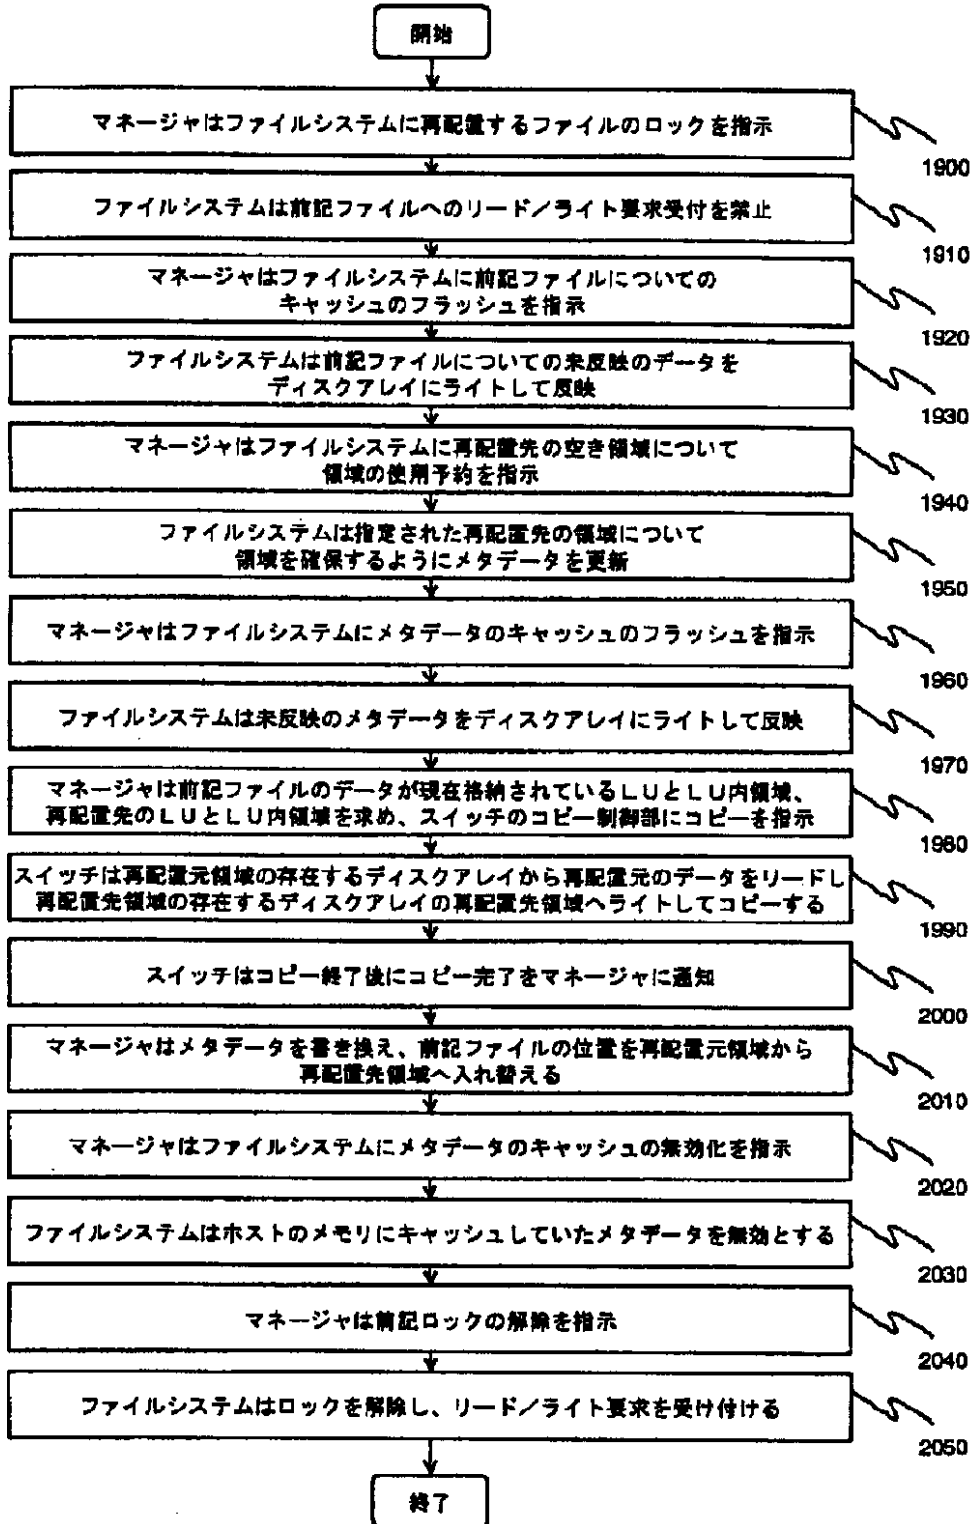 開始
マネージャはファイルシステムに再配置するファイルのロックを指示
1900
ファイルシステムは前記ファイルへのリード／ライト要求受付を禁止
1910
マネージャはファイルシステムに前記ファイルについての
キャッシュのフラッシュを指示
1920
ファイルシステムは前記ファイルについての未反映のデータを
ディスクアレイにライトして反映
1930
マネージャはファイルシステムに再配置先の空き領域について
領域の使用予約を指示
1940
ファイルシステムは指定された再配置先の領域について
領域を確保するようにメタデータを更新
1950
マネージャはファイルシステムにメタデータのキャッシュのフラッシュを指示
1960
ファイルシステムは未反映のメタデータをディスクアレイにライトして反映
1970
マネージャは前記ファイルのデータが現在格納されているＬＵとＬＵ内領域、
再配置先のＬＵとＬＵ内領域を求め、スイッチのコピー制御部にコピーを指示
1980
スイッチは再配置元領域の存在するディスクアレイから再配置元のデータをリードし
再配置先領域の存在するディスクアレイの再配置先領域へライトしてコピーする
1990
スイッチはコピー終了後にコピー完了をマネージャに通知
2000
マネージャはメタデータを書き換え、前記ファイルの位置を再配置元領域から
再配置先領域へ入れ替える
2010
マネージャはファイルシステムにメタデータのキャッシュの無効化を指示
2020
ファイルシステムはホストのメモリにキャッシュしていたメタデータを無効とする
2030
マネージャは前記ロックの解除を指示
2040
ファイルシステムはロックを解除し、リード／ライト要求を受け付ける
2050
終了